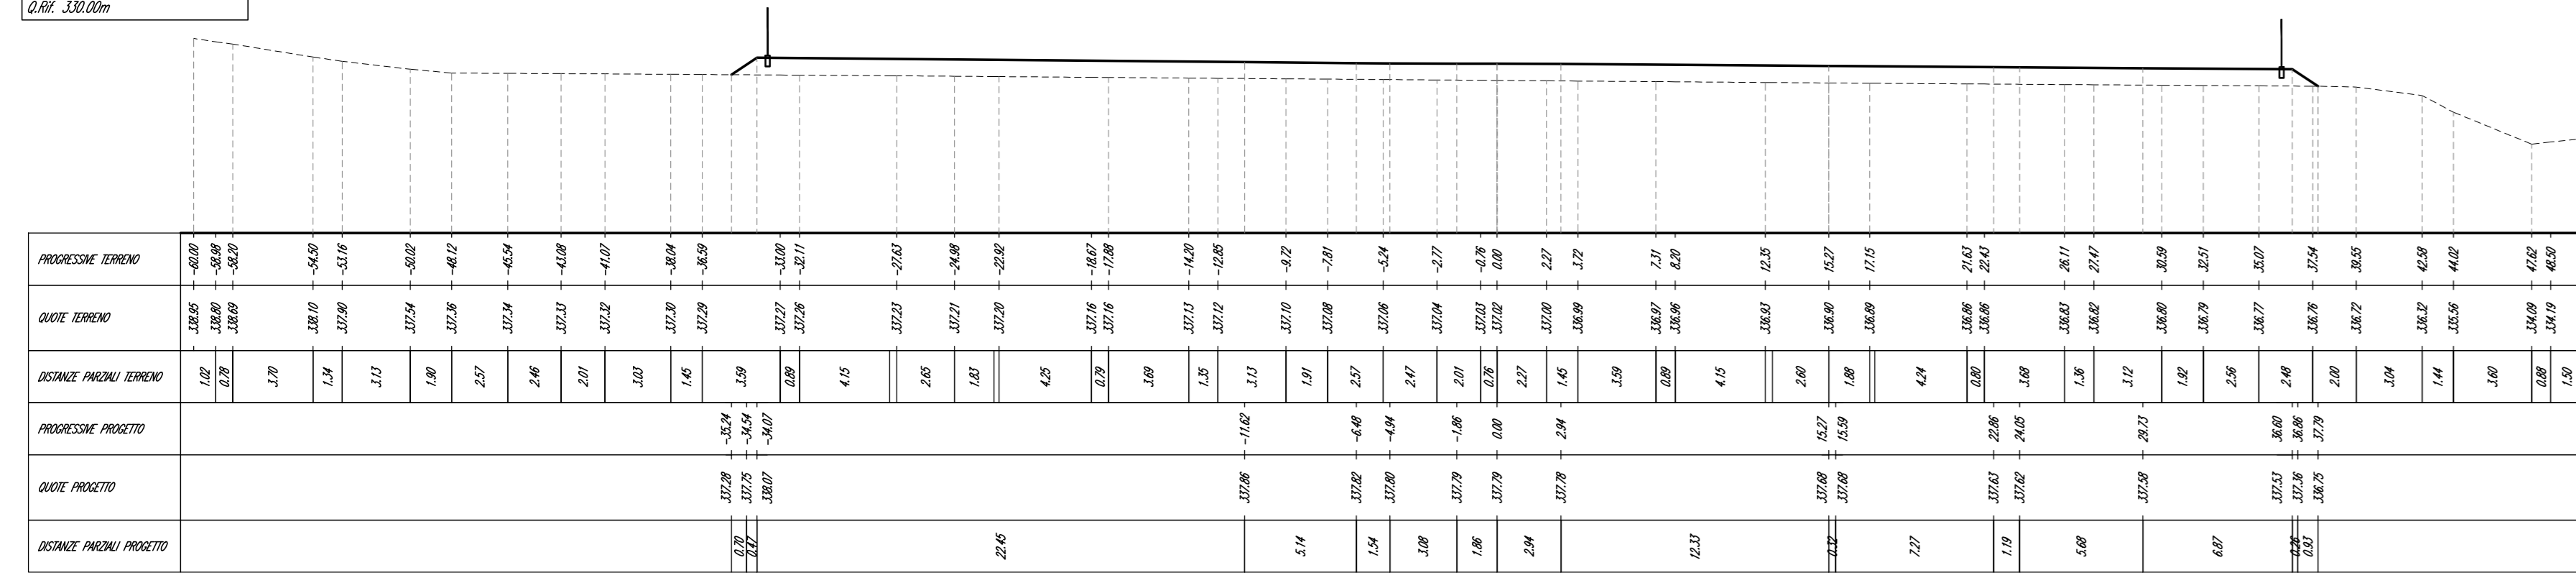 Q.Rif. 330.00m
PROGRESSIVE TERRENO -60.00 -58.98 -58.20 -54.50 -53.16 -50.02 -48.12 -45.54 -43.08 -41.07 -38.04 -36.59 -33.00 -32.11 -27.63 -24.98 -22.92 -18.67 -17.88 -14.20 -12.85 -9.72 -7.81 -5.24 -2.77 -0.76 0.00 2.27 3.72 7.31 8.20 12.35 15.27 17.15 21.63 22.43 26.11 27.47 30.59 32.51 35.07 37.54 39.55 42.58 44.02 47.62 48.50
QUOTE TERRENO 338.95 338.80 338.69 338.10 337.90 337.54 337.36 337.34 337.33 337.32 337.30 337.29 337.27 337.26 337.23 337.21 337.20 337.16 337.16 337.13 337.12 337.10 337.08 337.06 337.04 337.03 337.02 337.00 336.99 336.97 336.96 336.93 336.90 336.89 336.86 336.86 336.83 336.82 336.80 336.79 336.77 336.76 336.72 336.32 335.56 334.09 334.19
DISTANZE PARZIALI TERRENO 1.02 0.78 3.70 1.34 3.13 1.90 2.57 2.46 2.01 3.03 1.45 3.59 0.89 4.15 2.65 1.83 4.25 0.79 3.69 1.35 3.13 1.91 2.57 2.47 2.01 0.76 2.27 1.45 3.59 0.89 4.15 2.60 1.88 4.24 0.80 3.68 1.36 3.12 1.92 2.56 2.48 2.00 3.04 1.44 3.60 0.88 1.50
PROGRESSIVE PROGETTO -35.24 -34.54 -34.07 -11.62 -6.48 -4.94 -1.86 0.00 2.94 15.27 15.59 22.86 24.05 29.73 36.60 36.86 37.79
QUOTE PROGETTO 337.28 337.75 338.07 337.86 337.82 337.80 337.79 337.79 337.78 337.68 337.68 337.63 337.62 337.58 337.53 337.36 336.75
DISTANZE PARZIALI PROGETTO 0.70 0.47 22.45 5.14 1.54 3.08 1.86 2.94 12.33 0.32 7.27 1.19 5.68 6.87 0.26 0.93